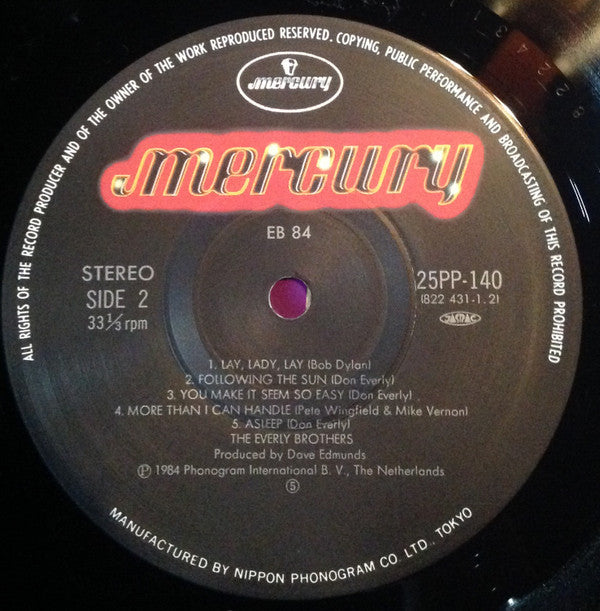 ALL RIGHTS OF THE RECORD PRODUCER AND OF THE OWNER OF THE WORK REPRODUCED RESERVED. COPYING, PUBLIC PERFORMANCE AND BROADCASTING OF THIS RECORD PROHIBITED
mercury
mercury
EB 84
STEREO
SIDE 2
33 1/3 rpm
25PP-140
(822 431-1.2)
JASRAC
1. LAY, LADY, LAY (Bob Dylan)
2. FOLLOWING THE SUN (Don Everly)
3. YOU MAKE IT SEEM SO EASY (Don Everly)
4. MORE THAN I CAN HANDLE (Pete Wingfield & Mike Vernon)
5. ASLEEP (Don Everly)
THE EVERLY BROTHERS
Produced by Dave Edmunds
℗ 1984 Phonogram International B. V., The Netherlands
⑤
MANUFACTURED BY NIPPON PHONOGRAM CO. LTD. TOKYO